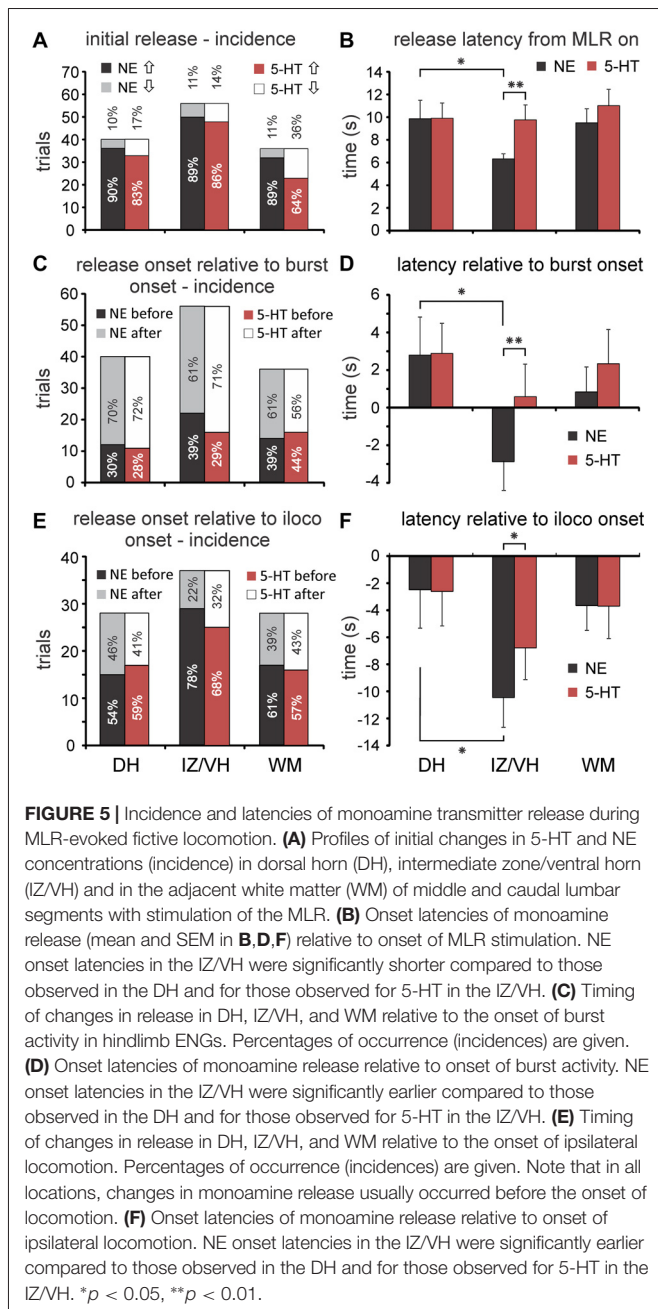 A initial release - incidence
70
60
50
40
30
20
10
0
trials
NE ⇧ 5-HT ⇧
NE ⇩ 5-HT ⇩
10% 17% 11% 14% 11% 36%
90% 83% 89% 86% 89% 64%
B release latency from MLR on
14
12
10
8
6
4
2
0
time (s)
NE 5-HT
* **
C release onset relative to burst
onset - incidence
60
50
40
30
20
10
0
trials
NE before 5-HT before
NE after 5-HT after
70% 72% 61% 71% 61% 56%
30% 28% 39% 29% 39% 44%
D latency relative to burst onset
6
4
2
0
-2
-4
time (s)
* **
NE
5-HT
E release onset relative to iloco
onset - incidence
40
30
20
10
0
trials
NE before 5-HT before
NE after 5-HT after
46% 41% 22% 32% 39% 43%
54% 59% 78% 68% 61% 57%
DH IZ/VH WM
F latency relative to iloco onset
0
-2
-4
-6
-8
-10
-12
-14
time (s)
*
NE
5-HT
*
DH IZ/VH WM
FIGURE 5 | Incidence and latencies of monoamine transmitter release during
MLR-evoked fictive locomotion. (A) Profiles of initial changes in 5-HT and NE
concentrations (incidence) in dorsal horn (DH), intermediate zone/ventral horn
(IZ/VH) and in the adjacent white matter (WM) of middle and caudal lumbar
segments with stimulation of the MLR. (B) Onset latencies of monoamine
release (mean and SEM in B,D,F) relative to onset of MLR stimulation. NE
onset latencies in the IZ/VH were significantly shorter compared to those
observed in the DH and for those observed for 5-HT in the IZ/VH. (C) Timing
of changes in release in DH, IZ/VH, and WM relative to the onset of burst
activity in hindlimb ENGs. Percentages of occurrence (incidences) are given.
(D) Onset latencies of monoamine release relative to onset of burst activity. NE
onset latencies in the IZ/VH were significantly earlier compared to those
observed in the DH and for those observed for 5-HT in the IZ/VH. (E) Timing
of changes in release in DH, IZ/VH, and WM relative to the onset of ipsilateral
locomotion. Percentages of occurrence (incidences) are given. Note that in all
locations, changes in monoamine release usually occurred before the onset of
locomotion. (F) Onset latencies of monoamine release relative to onset of
ipsilateral locomotion. NE onset latencies in the IZ/VH were significantly earlier
compared to those observed in the DH and for those observed for 5-HT in the
IZ/VH. *p < 0.05, **p < 0.01.